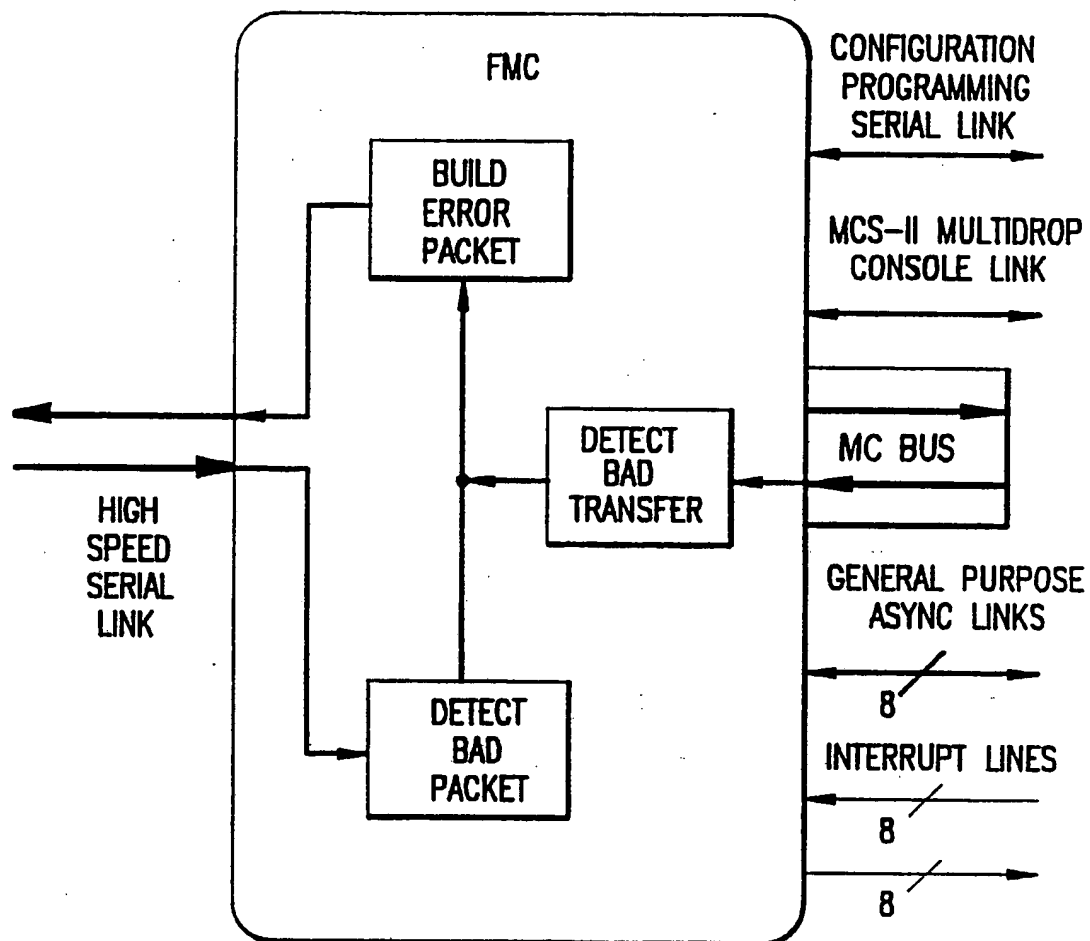 FMC
BUILD
ERROR
PACKET
DETECT
BAD
TRANSFER
DETECT
BAD
PACKET
HIGH
SPEED
SERIAL
LINK
CONFIGURATION
PROGRAMMING
SERIAL LINK
MCS-II MULTIDROP
CONSOLE LINK
MC BUS
GENERAL PURPOSE
ASYNC LINKS
8
INTERRUPT LINES
8
8